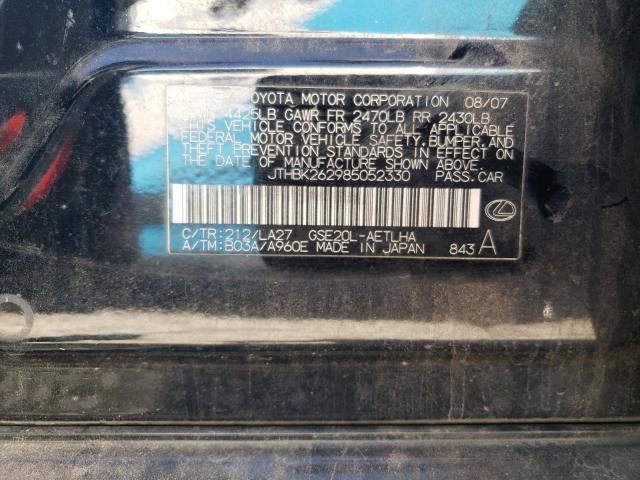 TOYOTA MOTOR CORPORATION 08/07
4425LB GAWR FR 2470LB RR 2430LB
THIS VEHICLE CONFORMS TO ALL APPLICABLE
FEDERAL MOTOR VEHICLE SAFETY, BUMPER, AND
THEFT PREVENTION STANDARDS IN EFFECT ON
THE DATE OF MANUFACTURE SHOWN ABOVE.
JTHBK262985052330 PASS.CAR
C/TR:212/LA27 GSE20L-AETLHA
A/TM:B03A/A960E MADE IN JAPAN 843 A